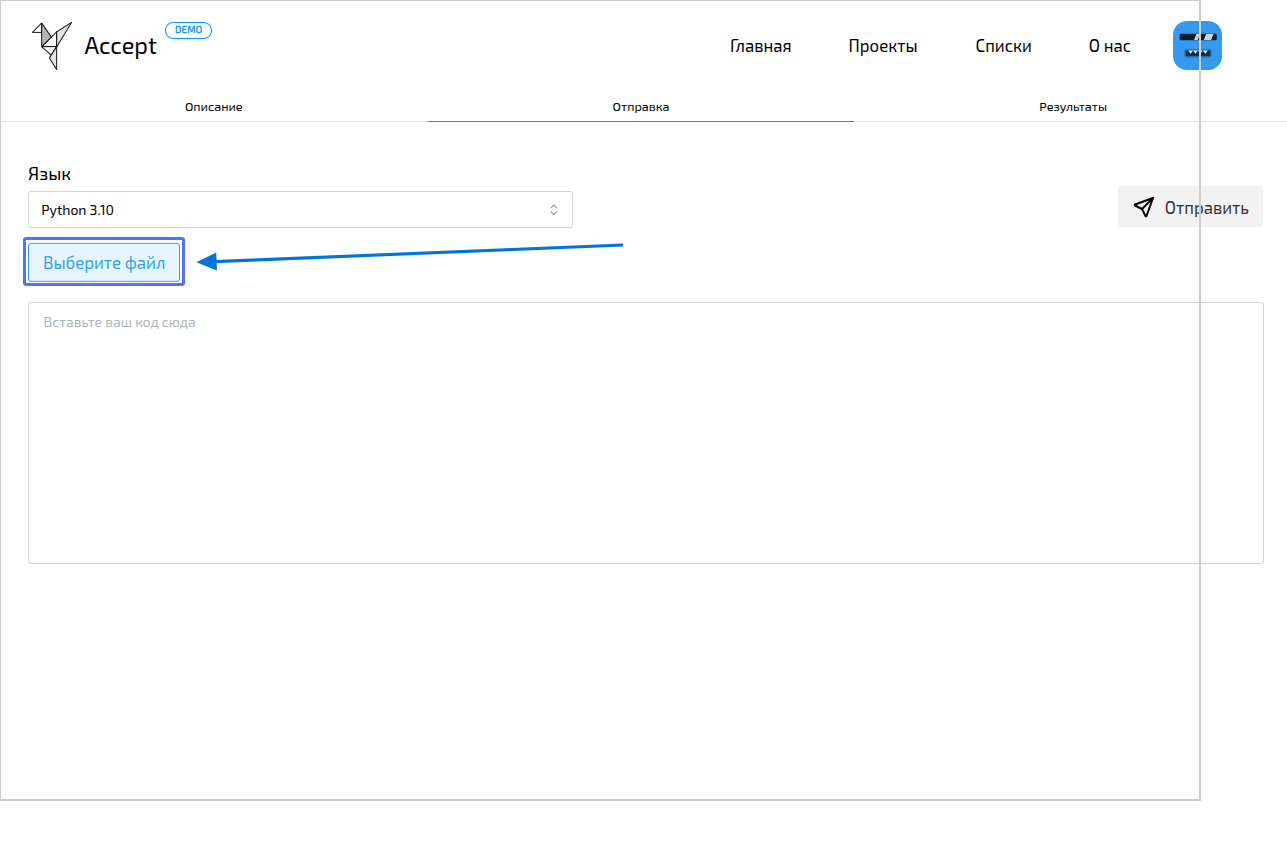 Accept DEMO Главная Проекты Списки О нас
Описание Отправка Результаты
Язык
Python 3.10
Отправить
Выберите файл
Вставьте ваш код сюда